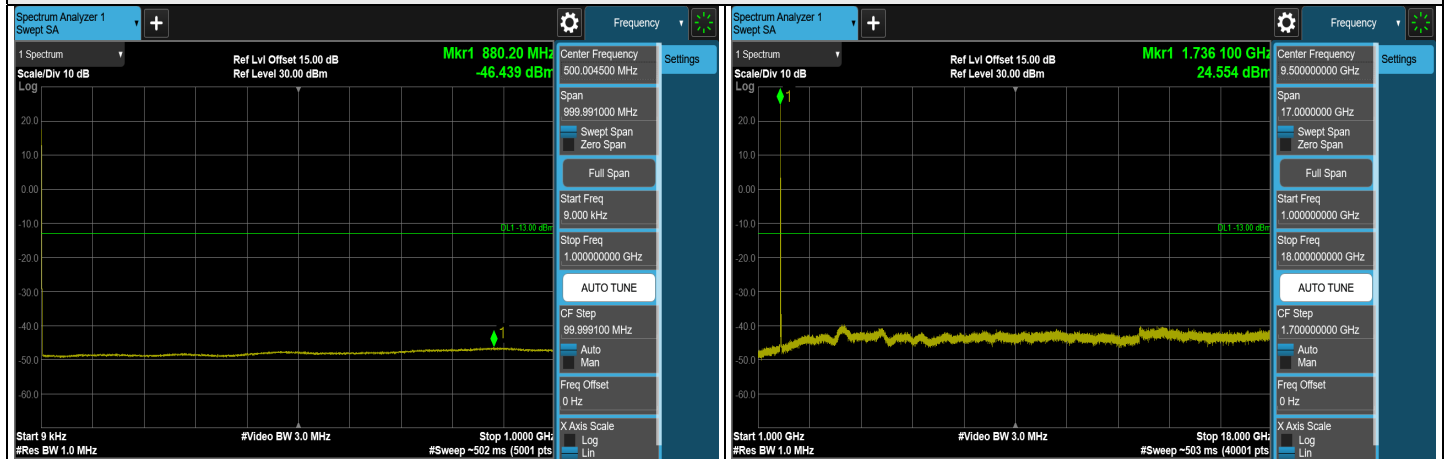 Spectrum Analyzer 1
Swept SA
+
Frequency
1 Spectrum
Ref Lvl Offset 15.00 dB
Mkr1 880.20 MHz
Scale/Div 10 dB
Ref Level 30.00 dBm
-46.439 dBm
Log
1
20.0
10.0
0.00
-10.0
DL1 -13.00 dBm
-20.0
-30.0
-40.0
-50.0
-60.0
Start 9 kHz
#Video BW 3.0 MHz
Stop 1.0000 GHz
#Res BW 1.0 MHz
#Sweep ~502 ms (5001 pts
Center Frequency
500.004500 MHz
Settings
Span
999.991000 MHz
Swept Span
Zero Span
Full Span
Start Freq
9.000 kHz
Stop Freq
1.000000000 GHz
AUTO TUNE
CF Step
99.999100 MHz
Auto
Man
Freq Offset
0 Hz
X Axis Scale
Log
Lin
Spectrum Analyzer 1
Swept SA
+
Frequency
1 Spectrum
Ref Lvl Offset 15.00 dB
Mkr1 1.736 100 GHz
Scale/Div 10 dB
Ref Level 30.00 dBm
24.554 dBm
Log
1
20.0
10.0
0.00
-10.0
DL1 -13.00 dBm
-20.0
-30.0
-40.0
-50.0
-60.0
Start 1.000 GHz
#Video BW 3.0 MHz
Stop 18.000 GHz
#Res BW 1.0 MHz
#Sweep ~503 ms (40001 pts
Center Frequency
9.500000000 GHz
Settings
Span
17.0000000 GHz
Swept Span
Zero Span
Full Span
Start Freq
1.000000000 GHz
Stop Freq
18.000000000 GHz
AUTO TUNE
CF Step
1.700000000 GHz
Auto
Man
Freq Offset
0 Hz
X Axis Scale
Log
Lin